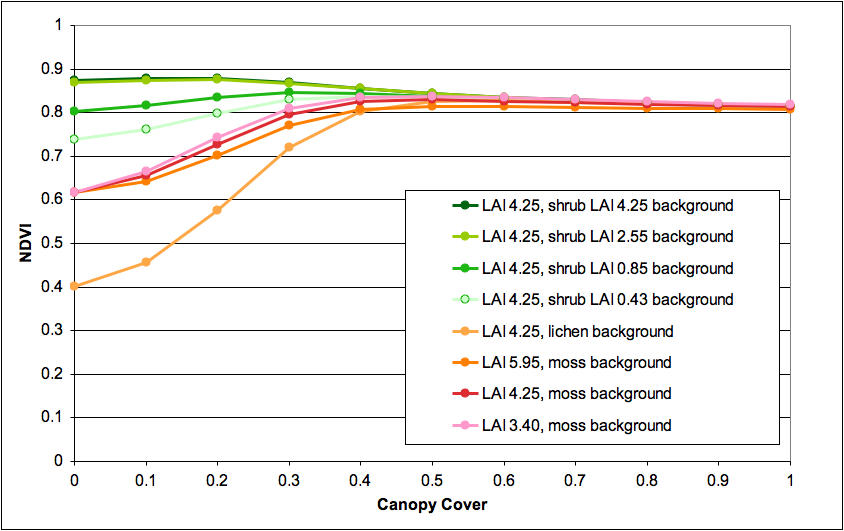 1
0.9
0.8
0.7
0.6
0.5
0.4
0.3
0.2
0.1
0
NDVI
LAI 4.25, shrub LAI 4.25 background
LAI 4.25, shrub LAI 2.55 background
LAI 4.25, shrub LAI 0.85 background
LAI 4.25, shrub LAI 0.43 background
LAI 4.25, lichen background
LAI 5.95, moss background
LAI 4.25, moss background
LAI 3.40, moss background
0 0.1 0.2 0.3 0.4 0.5 0.6 0.7 0.8 0.9 1
Canopy Cover